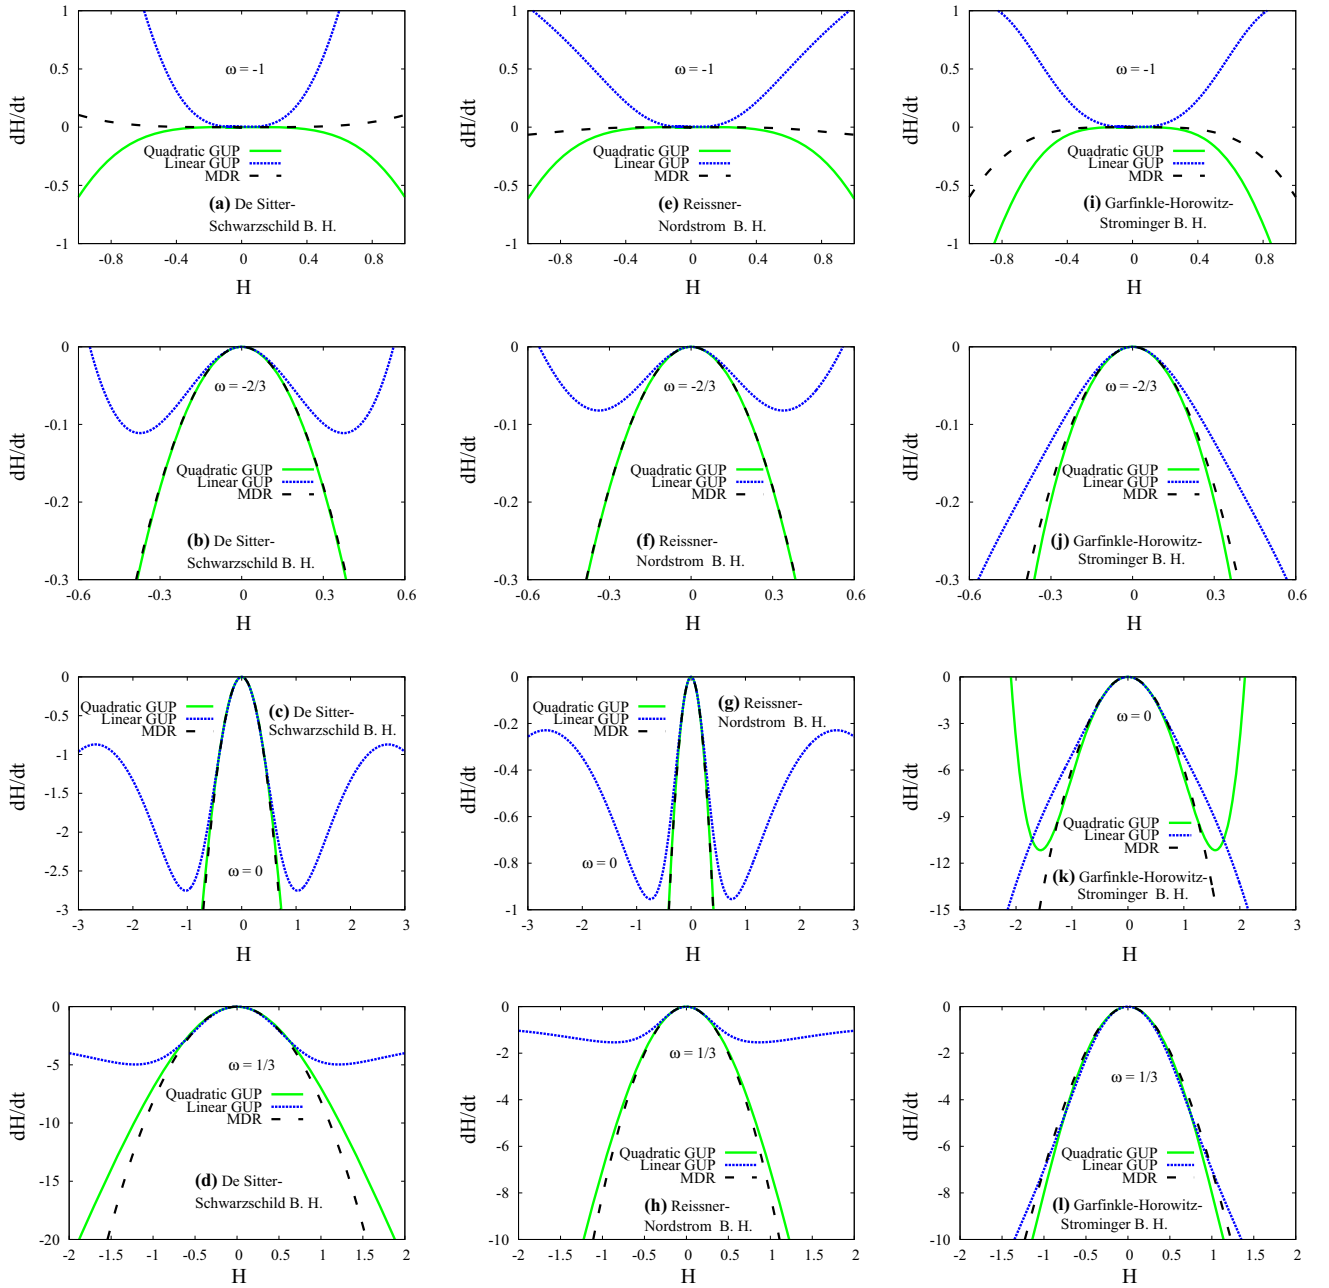 1
0.5
0
-0.5
-1
dH/dt
ω = -1
Quadratic GUP
Linear GUP
MDR
(a) De Sitter-
Schwarzschild B. H.
-0.8 -0.4 0 0.4 0.8
H
1
0.5
0
-0.5
-1
dH/dt
ω = -1
Quadratic GUP
Linear GUP
MDR
(e) Reissner-
Nordstrom B. H.
-0.8 -0.4 0 0.4 0.8
H
1
0.5
0
-0.5
-1
dH/dt
ω = -1
Quadratic GUP
Linear GUP
MDR
(i) Garfinkle-Horowitz-
Strominger B. H.
-0.8 -0.4 0 0.4 0.8
H
0
-0.1
-0.2
-0.3
dH/dt
ω = -2/3
Quadratic GUP
Linear GUP
MDR
(b) De Sitter-
Schwarzschild B. H.
-0.6 -0.3 0 0.3 0.6
H
0
-0.1
-0.2
-0.3
dH/dt
ω = -2/3
Quadratic GUP
Linear GUP
MDR
(f) Reissner-
Nordstrom B. H.
-0.6 -0.3 0 0.3 0.6
H
0
-0.1
-0.2
-0.3
dH/dt
ω = -2/3
Quadratic GUP
Linear GUP
MDR
(j) Garfinkle-Horowitz-
Strominger B. H.
-0.6 -0.3 0 0.3 0.6
H
0
-0.5
-1
-1.5
-2
-2.5
-3
dH/dt
Quadratic GUP
Linear GUP
MDR
(c) De Sitter-
Schwarzschild B. H.
ω = 0
-3 -2 -1 0 1 2 3
H
0
-0.2
-0.4
-0.6
-0.8
-1
dH/dt
Quadratic GUP
Linear GUP
MDR
(g) Reissner-
Nordstrom B. H.
ω = 0
-3 -2 -1 0 1 2 3
H
0
-3
-6
-9
-12
-15
dH/dt
ω = 0
Quadratic GUP
Linear GUP
MDR
(k) Garfinkle-Horowitz-
Strominger B. H.
-3 -2 -1 0 1 2 3
H
0
-5
-10
-15
-20
dH/dt
ω = 1/3
Quadratic GUP
Linear GUP
MDR
(d) De Sitter-
Schwarzschild B. H.
-2 -1.5 -1 -0.5 0 0.5 1 1.5 2
H
0
-2
-4
-6
-8
-10
dH/dt
ω = 1/3
Quadratic GUP
Linear GUP
MDR
(h) Reissner-
Nordstrom B. H.
-2 -1.5 -1 -0.5 0 0.5 1 1.5 2
H
0
-2
-4
-6
-8
-10
dH/dt
ω = 1/3
Quadratic GUP
Linear GUP
MDR
(l) Garfinkle-Horowitz-
Strominger B. H.
-2 -1.5 -1 -0.5 0 0.5 1 1.5 2
H